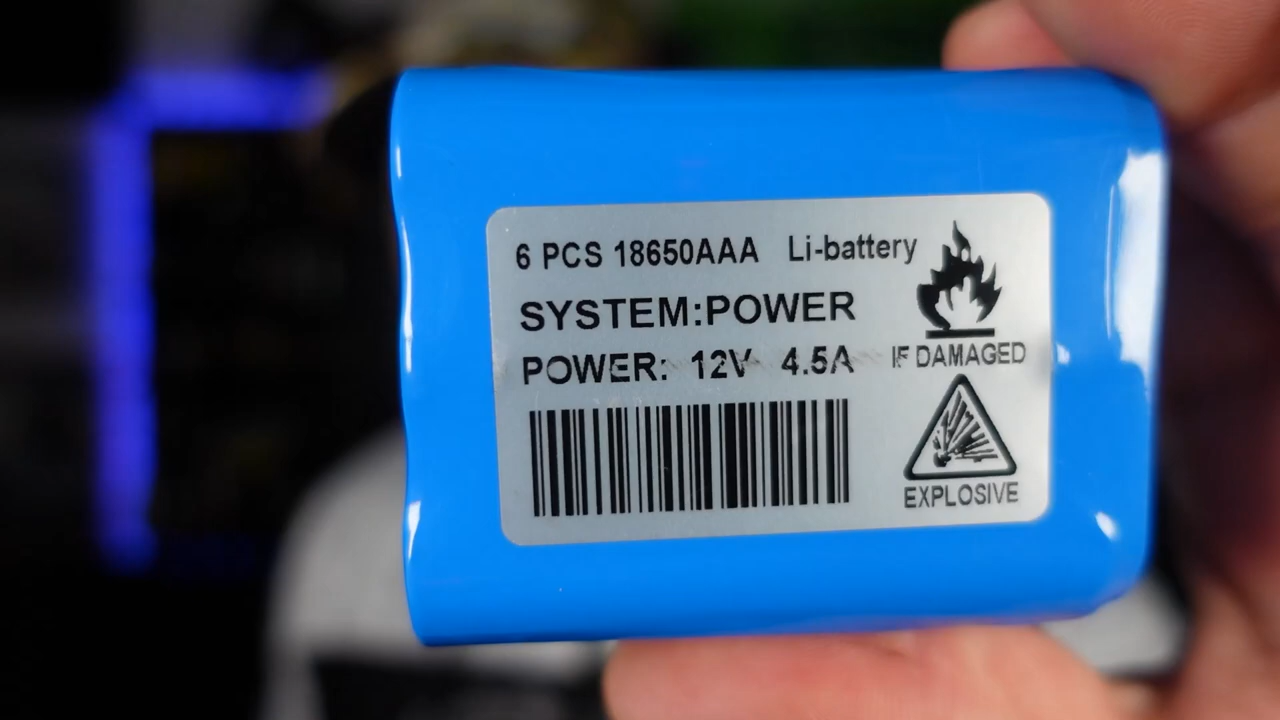 6 PCS 18650AAA Li-battery
SYSTEM:POWER
POWER: 12V 4.5A
IF DAMAGED
EXPLOSIVE